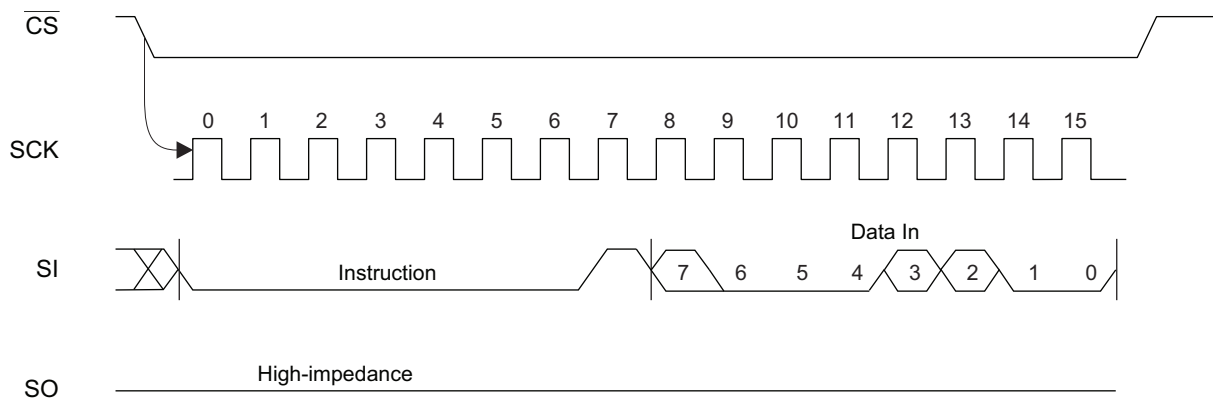 CS
0 1 2 3 4 5 6 7 8 9 10 11 12 13 14 15
SCK
Data In
SI
Instruction
7 6 5 4 3 2 1 0
High-impedance
SO